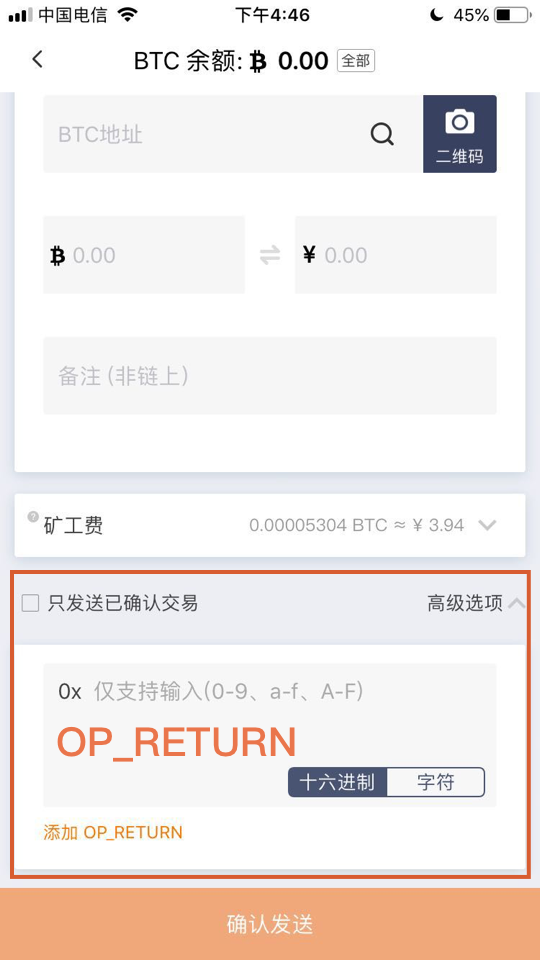 中国电信 下午4:46 45%
BTC 余额: ₿ 0.00 全部
BTC地址
二维码
₿ 0.00 ⇌ ¥ 0.00
备注 (非链上)
? 矿工费 0.00005304 BTC ≈ ¥ 3.94
只发送已确认交易 高级选项
0x 仅支持输入(0-9、a-f、A-F)
OP_RETURN
十六进制 字符
添加 OP_RETURN
确认发送